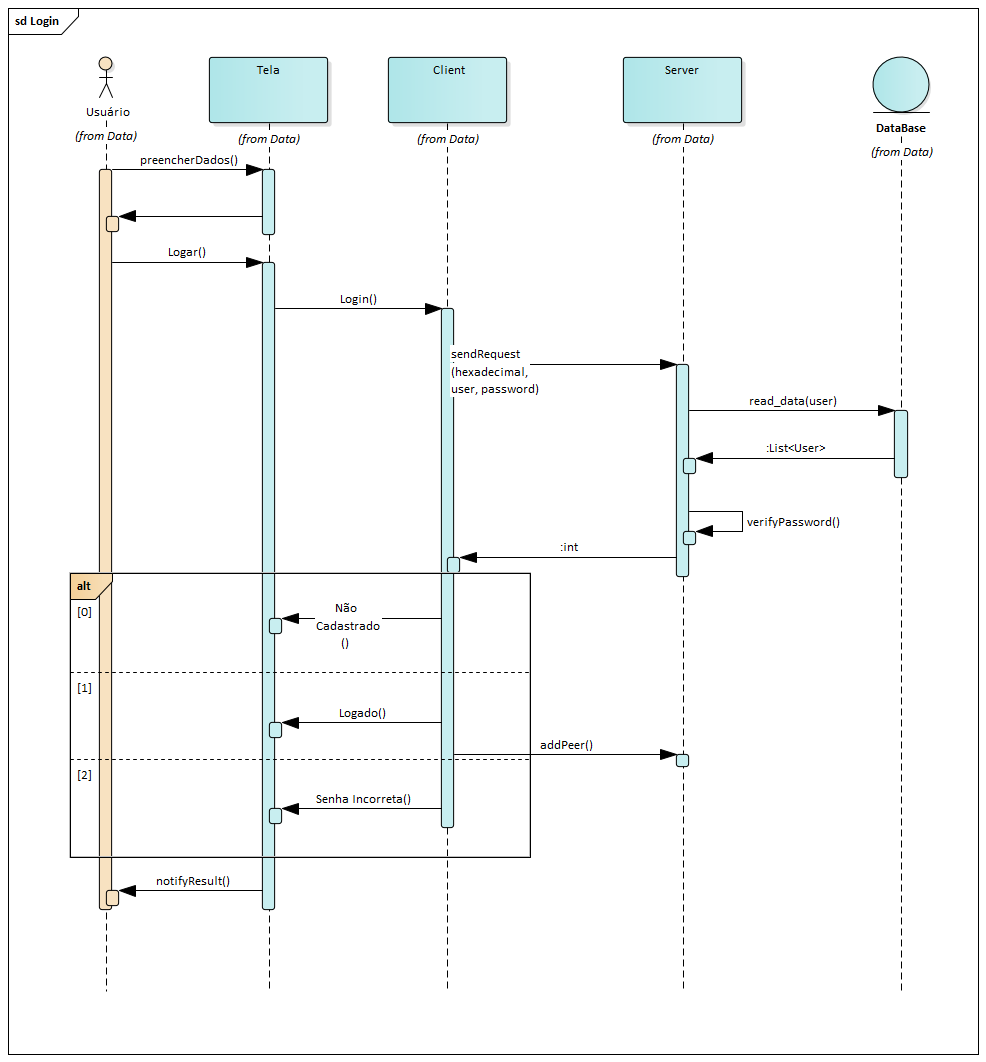 sd Login
Tela
Client
Server
Usuário
DataBase
(from Data)
(from Data)
(from Data)
(from Data)
(from Data)
preencherDados()
Logar()
Login()
sendRequest
(hexadecimal,
user, password)
read_data(user)
:List<User>
verifyPassword()
:int
alt
[0]
Não
Cadastrado
()
[1]
Logado()
addPeer()
[2]
Senha Incorreta()
notifyResult()